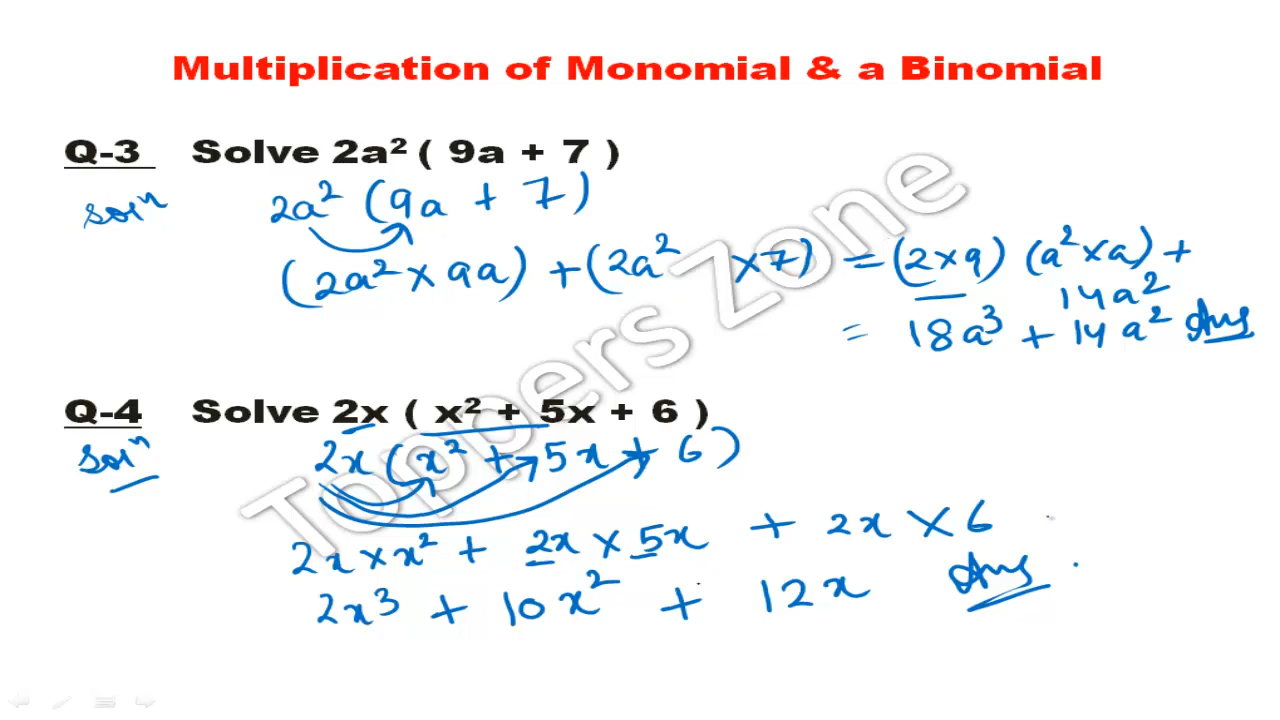 Multiplication of Monomial & a Binomial
Q-3 Solve 2a² ( 9a + 7 )
Solⁿ 2a² (9a + 7)
(2a² × 9a) + (2a² × 7) = (2×9) (a² × a) +
14a²
= 18a³ + 14a² Ans
Q-4 Solve 2x ( x² + 5x + 6 )
Solⁿ 2x (x² + 5x + 6)
2x × x² + 2x × 5x + 2x × 6
2x³ + 10x² + 12x Ans
Toppers Zone